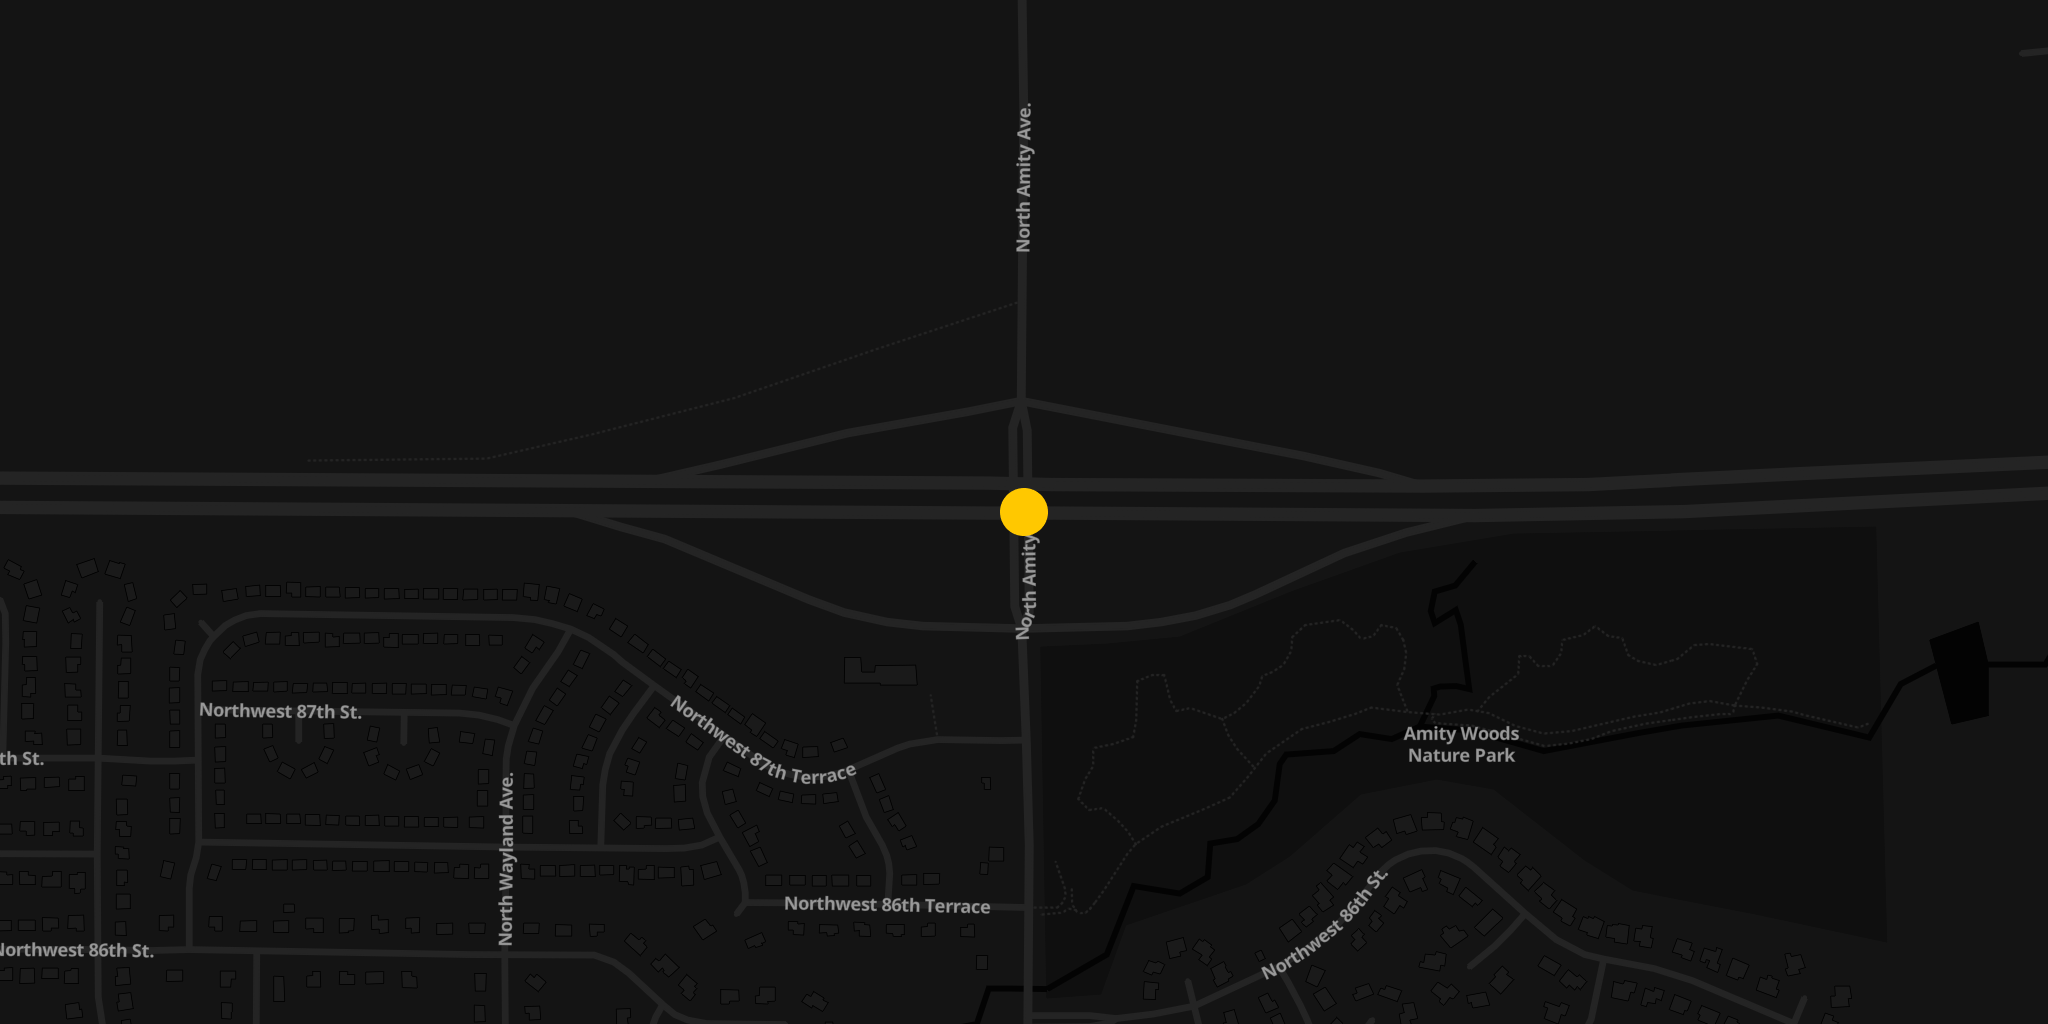 North Amity Ave.
North Amity
Northwest 87th St.
Northwest 87th Terrace
Amity Woods
Nature Park
th St.
North Wayland Ave.
Northwest 86th Terrace
Northwest 86th St.
Northwest 86th St.